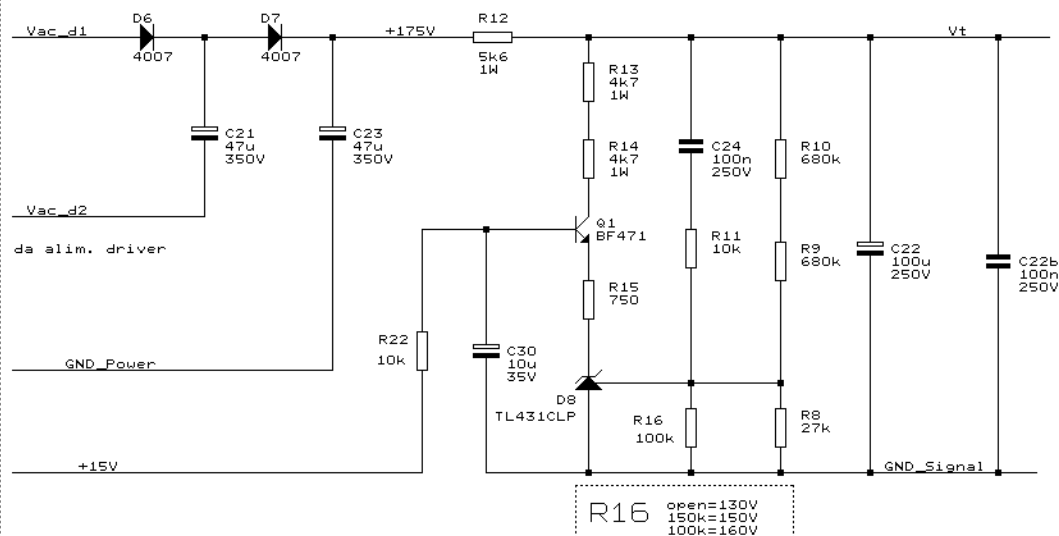 Vac_d1
D6
4007
D7
4007
+175V
R12
5k6
1W
Vt
R13
4k7
1W
C21
47u
350V
C23
47u
350V
R14
4k7
1W
C24
100n
250V
R10
680k
Vac_d2
da alim. driver
Q1
BF471
R11
10k
R9
680k
C22
100u
250V
C22b
100n
250V
R15
750
R22
10k
C30
10u
35V
GND_Power
D8
TL431CLP
R16
100k
R8
27k
+15V
GND_Signal
R16
open=130V
150k=150V
100k=160V